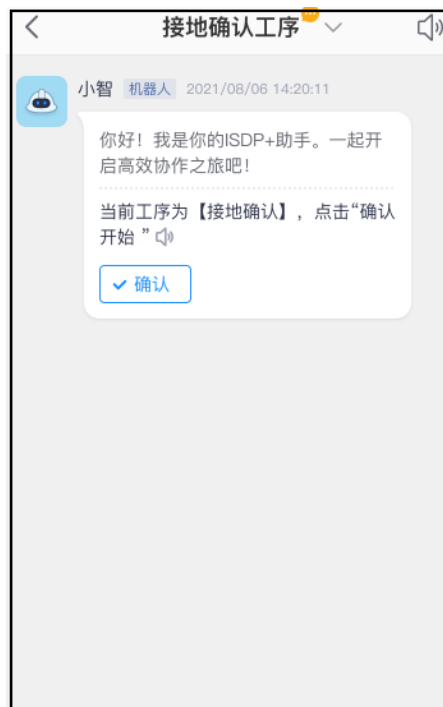 接地确认工序
小智 机器人 2021/08/06 14:20:11
你好！我是你的ISDP+助手。一起开
启高效协作之旅吧！
当前工序为【接地确认】，点击“确认
开始 ”
确认